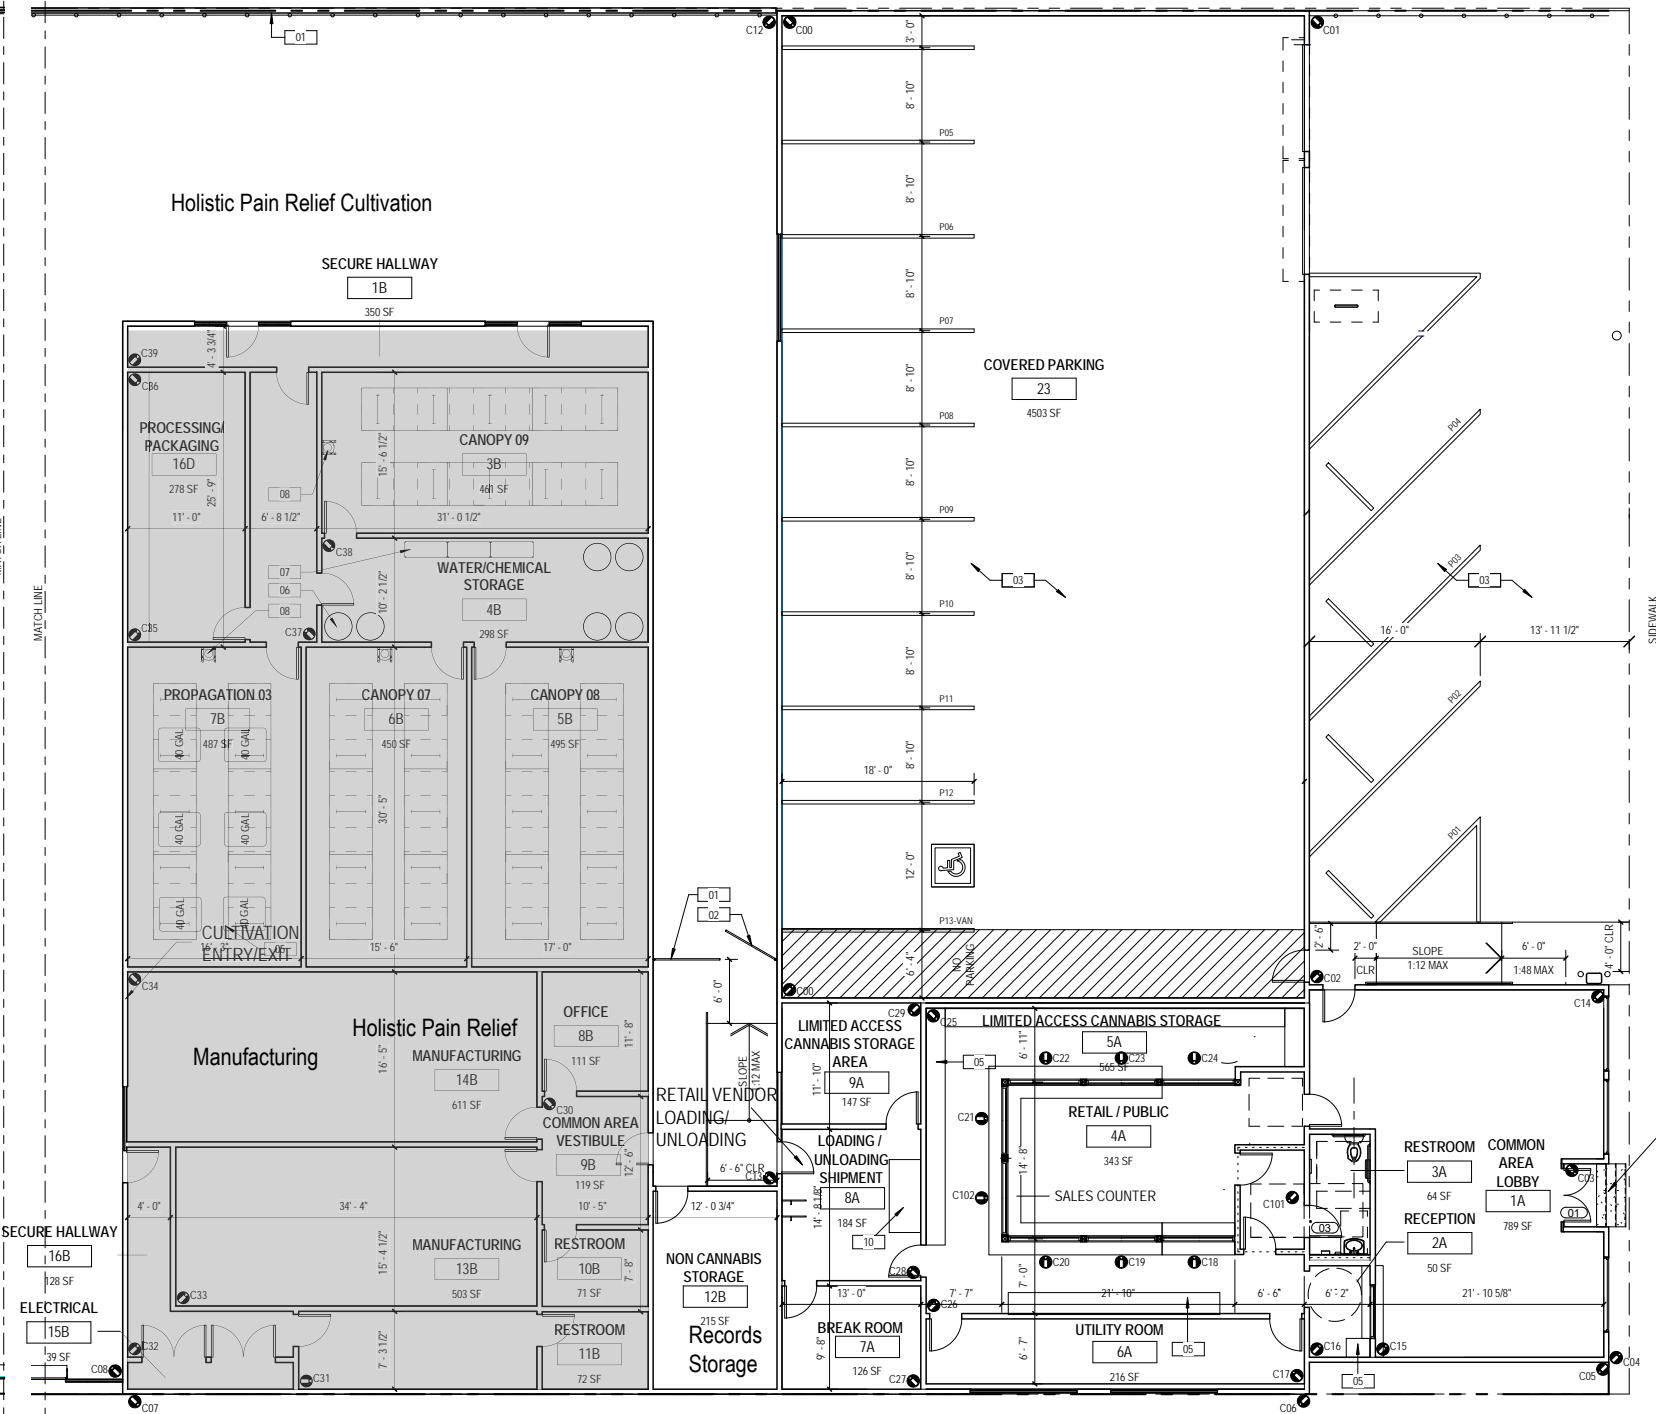 01
C12
C00
C01
3' - 0"
8' - 10"
P05
8' - 10"
P06
8' - 10"
P07
8' - 10"
P08
8' - 10"
P09
8' - 10"
P10
8' - 10"
P11
8' - 10"
P12
12' - 0"
P13-VAN
6' - 4"
NO
PARKING
18' - 0"
COVERED PARKING
23
4503 SF
03
Holistic Pain Relief Cultivation
SECURE HALLWAY
1B
350 SF
C39
4' - 3 3/4"
C36
PROCESSING/
PACKAGING
16D
278 SF
25' - 9"
11' - 0"
6' - 8 1/2"
08
CANOPY 09
3B
461 SF
15' - 6 1/2"
31' - 0 1/2"
C38
07
06
08
WATER/CHEMICAL
STORAGE
4B
298 SF
10' - 2 1/2"
C35
C37
MATCH LINE
PROPAGATION 03
7B
487 SF
40 GAL
40 GAL
40 GAL
40 GAL
40 GAL
40 GAL
CANOPY 07
6B
450 SF
30' - 5"
CANOPY 08
5B
495 SF
CULTIVATION
ENTRY/EXIT
16' - 3"
05
15' - 6"
17' - 0"
C34
Holistic Pain Relief
Manufacturing
MANUFACTURING
14B
611 SF
16' - 5"
OFFICE
8B
111 SF
11' - 8"
C30
COMMON AREA
VESTIBULE
9B
119 SF
12' - 6"
4' - 0"
34' - 4"
10' - 5"
12' - 0 3/4"
MANUFACTURING
13B
503 SF
15' - 4 1/2"
C33
RESTROOM
10B
71 SF
7' - 8"
RESTROOM
11B
72 SF
7' - 3 1/2"
C31
C32
SECURE HALLWAY
16B
128 SF
ELECTRICAL
15B
39 SF
C08
C07
01
02
6' - 0"
SLOPE
1:12 MAX
RETAIL VENDOR
LOADING/
UNLOADING
6' - 6" CLR
C13
NON CANNABIS
STORAGE
12B
215 SF
Records
Storage
C00
C29
LIMITED ACCESS
CANNABIS STORAGE
AREA
9A
147 SF
11' - 10"
LOADING /
UNLOADING
SHIPMENT
8A
184 SF
14' - 8 1/8"
10
C28
13' - 0"
BREAK ROOM
7A
126 SF
9' - 8"
C27
C25
LIMITED ACCESS CANNABIS STORAGE
5A
565 SF
6' - 11"
05
C22
C23
C24
C21
RETAIL / PUBLIC
4A
343 SF
14' - 8"
C102
SALES COUNTER
C101
C20
C19
C18
7' - 0"
7' - 7"
21' - 10"
6' - 6"
6' - 2"
21' - 10 5/8"
C26
UTILITY ROOM
6A
216 SF
6' - 7"
05
C17
C16
C15
05
C06
C05
C04
RESTROOM
3A
64 SF
RECEPTION
2A
50 SF
03
COMMON
AREA
LOBBY
1A
789 SF
C03
01
C14
C02
2' - 6"
2' - 0"
CLR
SLOPE
1:12 MAX
6' - 0"
1:48 MAX
4' - 0" CLR
P04
P03
P02
P01
03
16' - 0"
13' - 11 1/2"
SIDEWALK